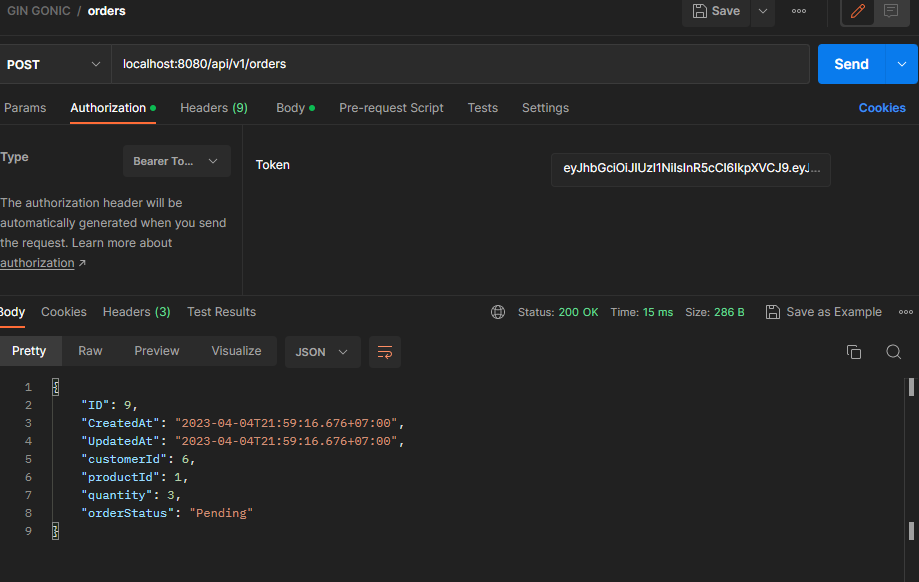 GIN GONIC / orders
Save
POST localhost:8080/api/v1/orders Send
Params Authorization Headers (9) Body Pre-request Script Tests Settings Cookies
Type Bearer To... Token eyJhbGciOiJIUzI1NiIsInR5cCI6IkpXVCJ9.eyJ...
The authorization header will be
automatically generated when you send
the request. Learn more about
authorization ↗
Body Cookies Headers (3) Test Results Status: 200 OK Time: 15 ms Size: 286 B Save as Example
Pretty Raw Preview Visualize JSON
1 {
2 "ID": 9,
3 "CreatedAt": "2023-04-04T21:59:16.676+07:00",
4 "UpdatedAt": "2023-04-04T21:59:16.676+07:00",
5 "customerId": 6,
6 "productId": 1,
7 "quantity": 3,
8 "orderStatus": "Pending"
9 }